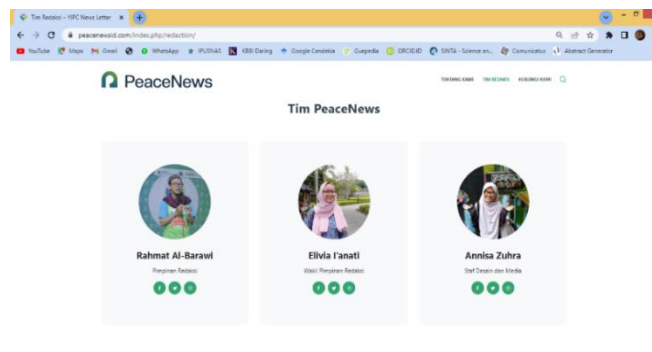 Tim Redaksi – YIPC News Letter
peacenewsid.com/index.php/redaction/
YouTube Maps Gmail WhatsApp IPUSNAS KBBI Daring Google Cendekia Guepedia ORCID.ID SINTA - Science an... Comunicatus Abstract Generator
PeaceNews
TENTANG KAMI TIM REDAKSI HUBUNGI KAMI
Tim PeaceNews
Rahmat Al-Barawi
Pimpinan Redaksi
Elivia I'anati
Wakil Pimpinan Redaksi
Annisa Zuhra
Staf Desain dan Media